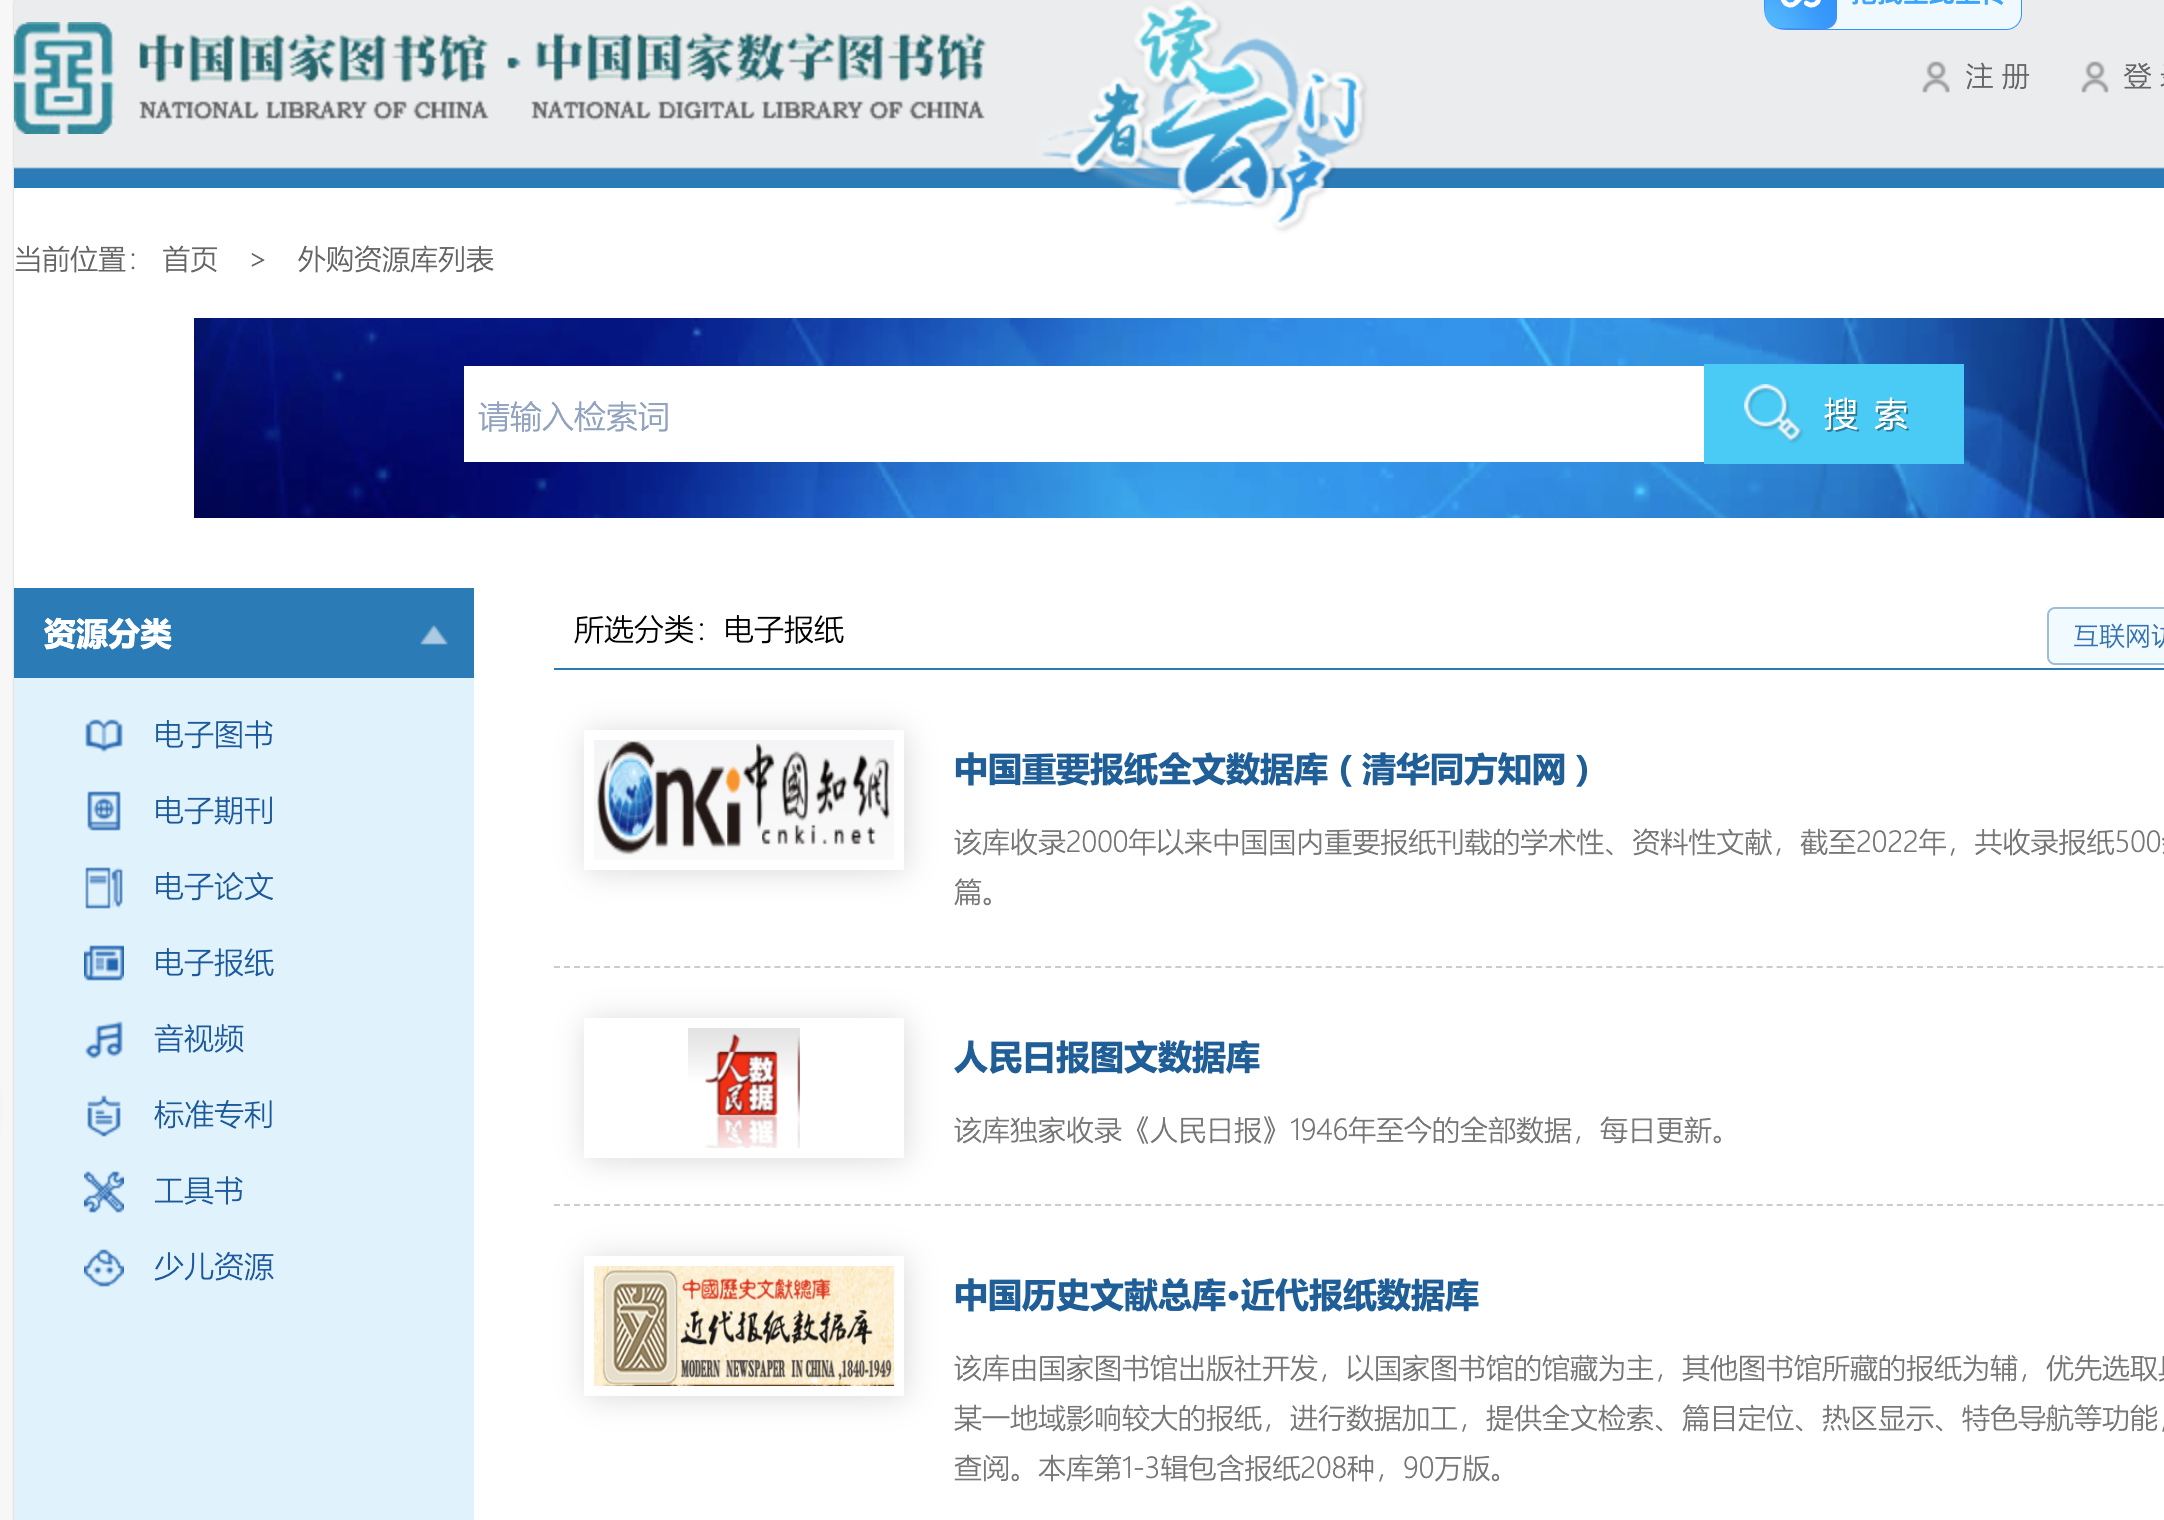 中国国家图书馆·中国国家数字图书馆
NATIONAL LIBRARY OF CHINA NATIONAL DIGITAL LIBRARY OF CHINA
读者云门户
注册 登
当前位置： 首页 > 外购资源库列表
请输入检索词
搜索
资源分类
电子图书
电子期刊
电子论文
电子报纸
音视频
标准专利
工具书
少儿资源
所选分类：电子报纸
互联网
cnki中國知網
cnki.net
中国重要报纸全文数据库（清华同方知网）
该库收录2000年以来中国国内重要报纸刊载的学术性、资料性文献，截至2022年，共收录报纸500
篇。
人民数据
人民日报图文数据库
该库独家收录《人民日报》1946年至今的全部数据，每日更新。
中國歷史文獻總庫
近代报纸数据库
MODERN NEWSPAPER IN CHINA ,1840-1949
中国历史文献总库•近代报纸数据库
该库由国家图书馆出版社开发，以国家图书馆的馆藏为主，其他图书馆所藏的报纸为辅，优先选取
某一地域影响较大的报纸，进行数据加工，提供全文检索、篇目定位、热区显示、特色导航等功能，
查阅。本库第1-3辑包含报纸208种，90万版。